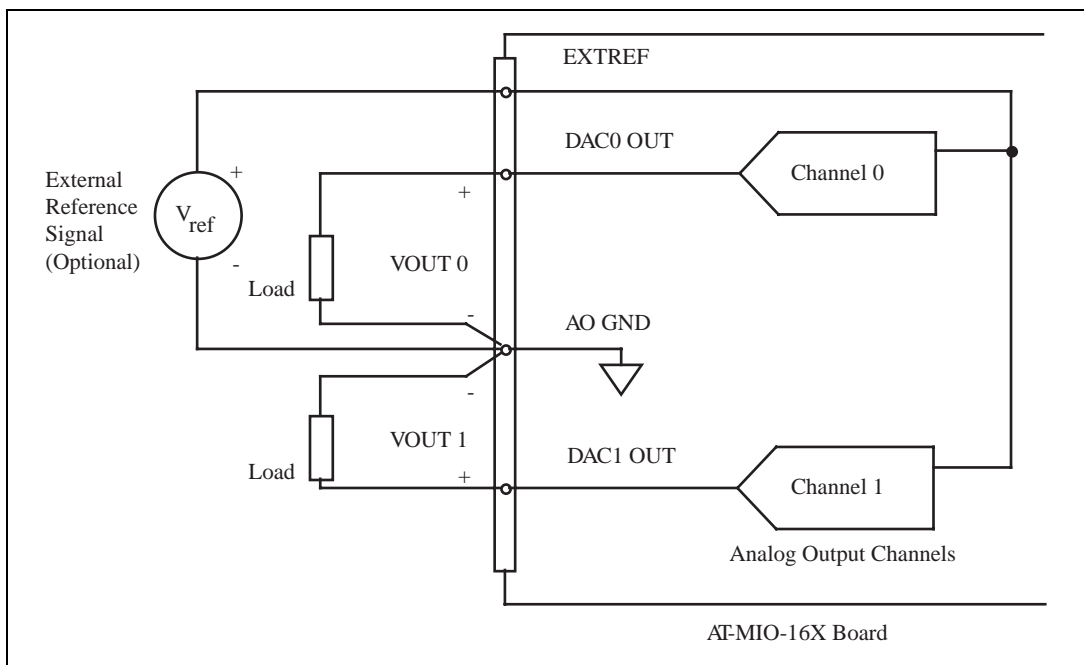 EXTREF
DAC0 OUT
Channel 0
External
Reference
Signal
(Optional)
+
V ref
-
+
VOUT 0
Load
-
AO GND
-
VOUT 1
Load
+
DAC1 OUT
Channel 1
Analog Output Channels
AT-MIO-16X Board